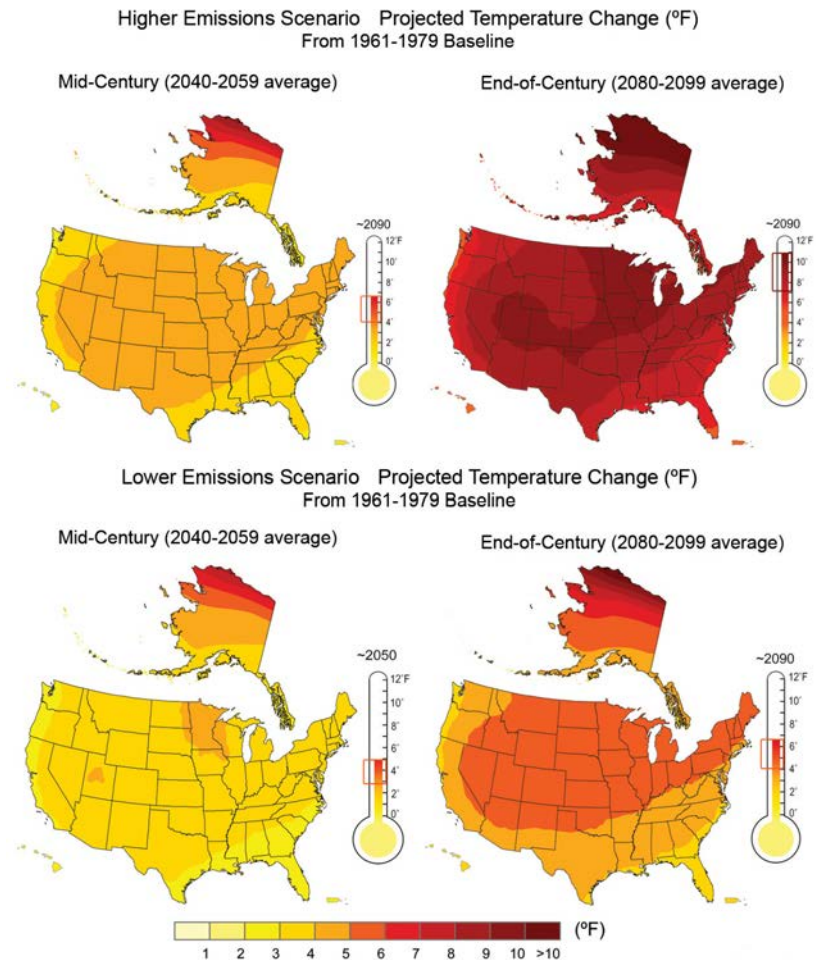 Higher Emissions Scenario Projected Temperature Change (ºF)
From 1961-1979 Baseline
Mid-Century (2040-2059 average)
End-of-Century (2080-2099 average)
~2090
12˚F
10˚
8˚
6˚
4˚
2˚
0˚
~2090
12˚F
10˚
8˚
6˚
4˚
2˚
0˚
Lower Emissions Scenario Projected Temperature Change (ºF)
From 1961-1979 Baseline
Mid-Century (2040-2059 average)
End-of-Century (2080-2099 average)
~2050
12˚F
10˚
8˚
6˚
4˚
2˚
0˚
~2090
12˚F
10˚
8˚
6˚
4˚
2˚
0˚
(ºF)
1 2 3 4 5 6 7 8 9 10 >10